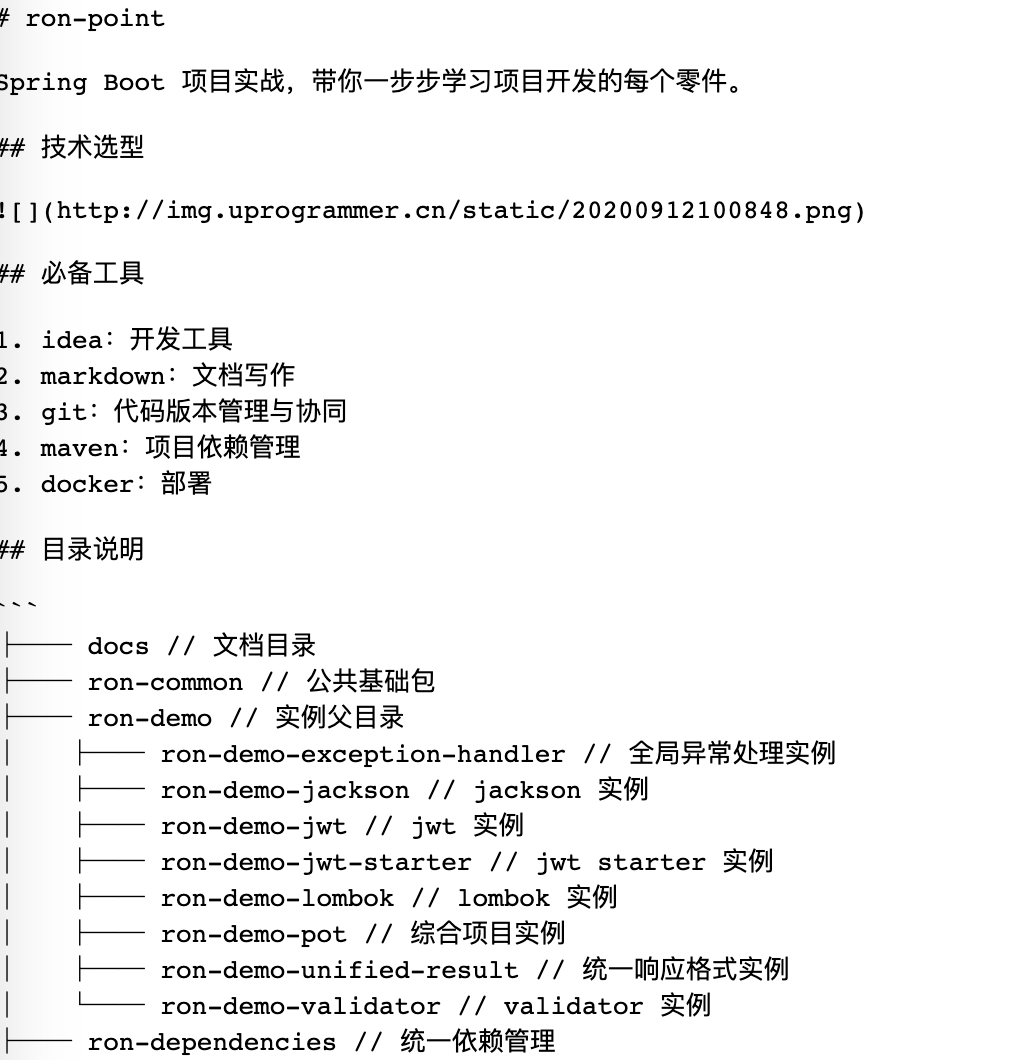 # ron-point
Spring Boot 项目实战，带你一步步学习项目开发的每个零件。
## 技术选型
![](http://img.uprogrammer.cn/static/20200912100848.png)
## 必备工具
1. idea：开发工具
2. markdown：文档写作
3. git：代码版本管理与协同
4. maven：项目依赖管理
5. docker：部署
## 目录说明
```
├── docs // 文档目录
├── ron-common // 公共基础包
├── ron-demo // 实例父目录
│   ├── ron-demo-exception-handler // 全局异常处理实例
│   ├── ron-demo-jackson // jackson 实例
│   ├── ron-demo-jwt // jwt 实例
│   ├── ron-demo-jwt-starter // jwt starter 实例
│   ├── ron-demo-lombok // lombok 实例
│   ├── ron-demo-pot // 综合项目实例
│   ├── ron-demo-unified-result // 统一响应格式实例
│   └── ron-demo-validator // validator 实例
├── ron-dependencies // 统一依赖管理